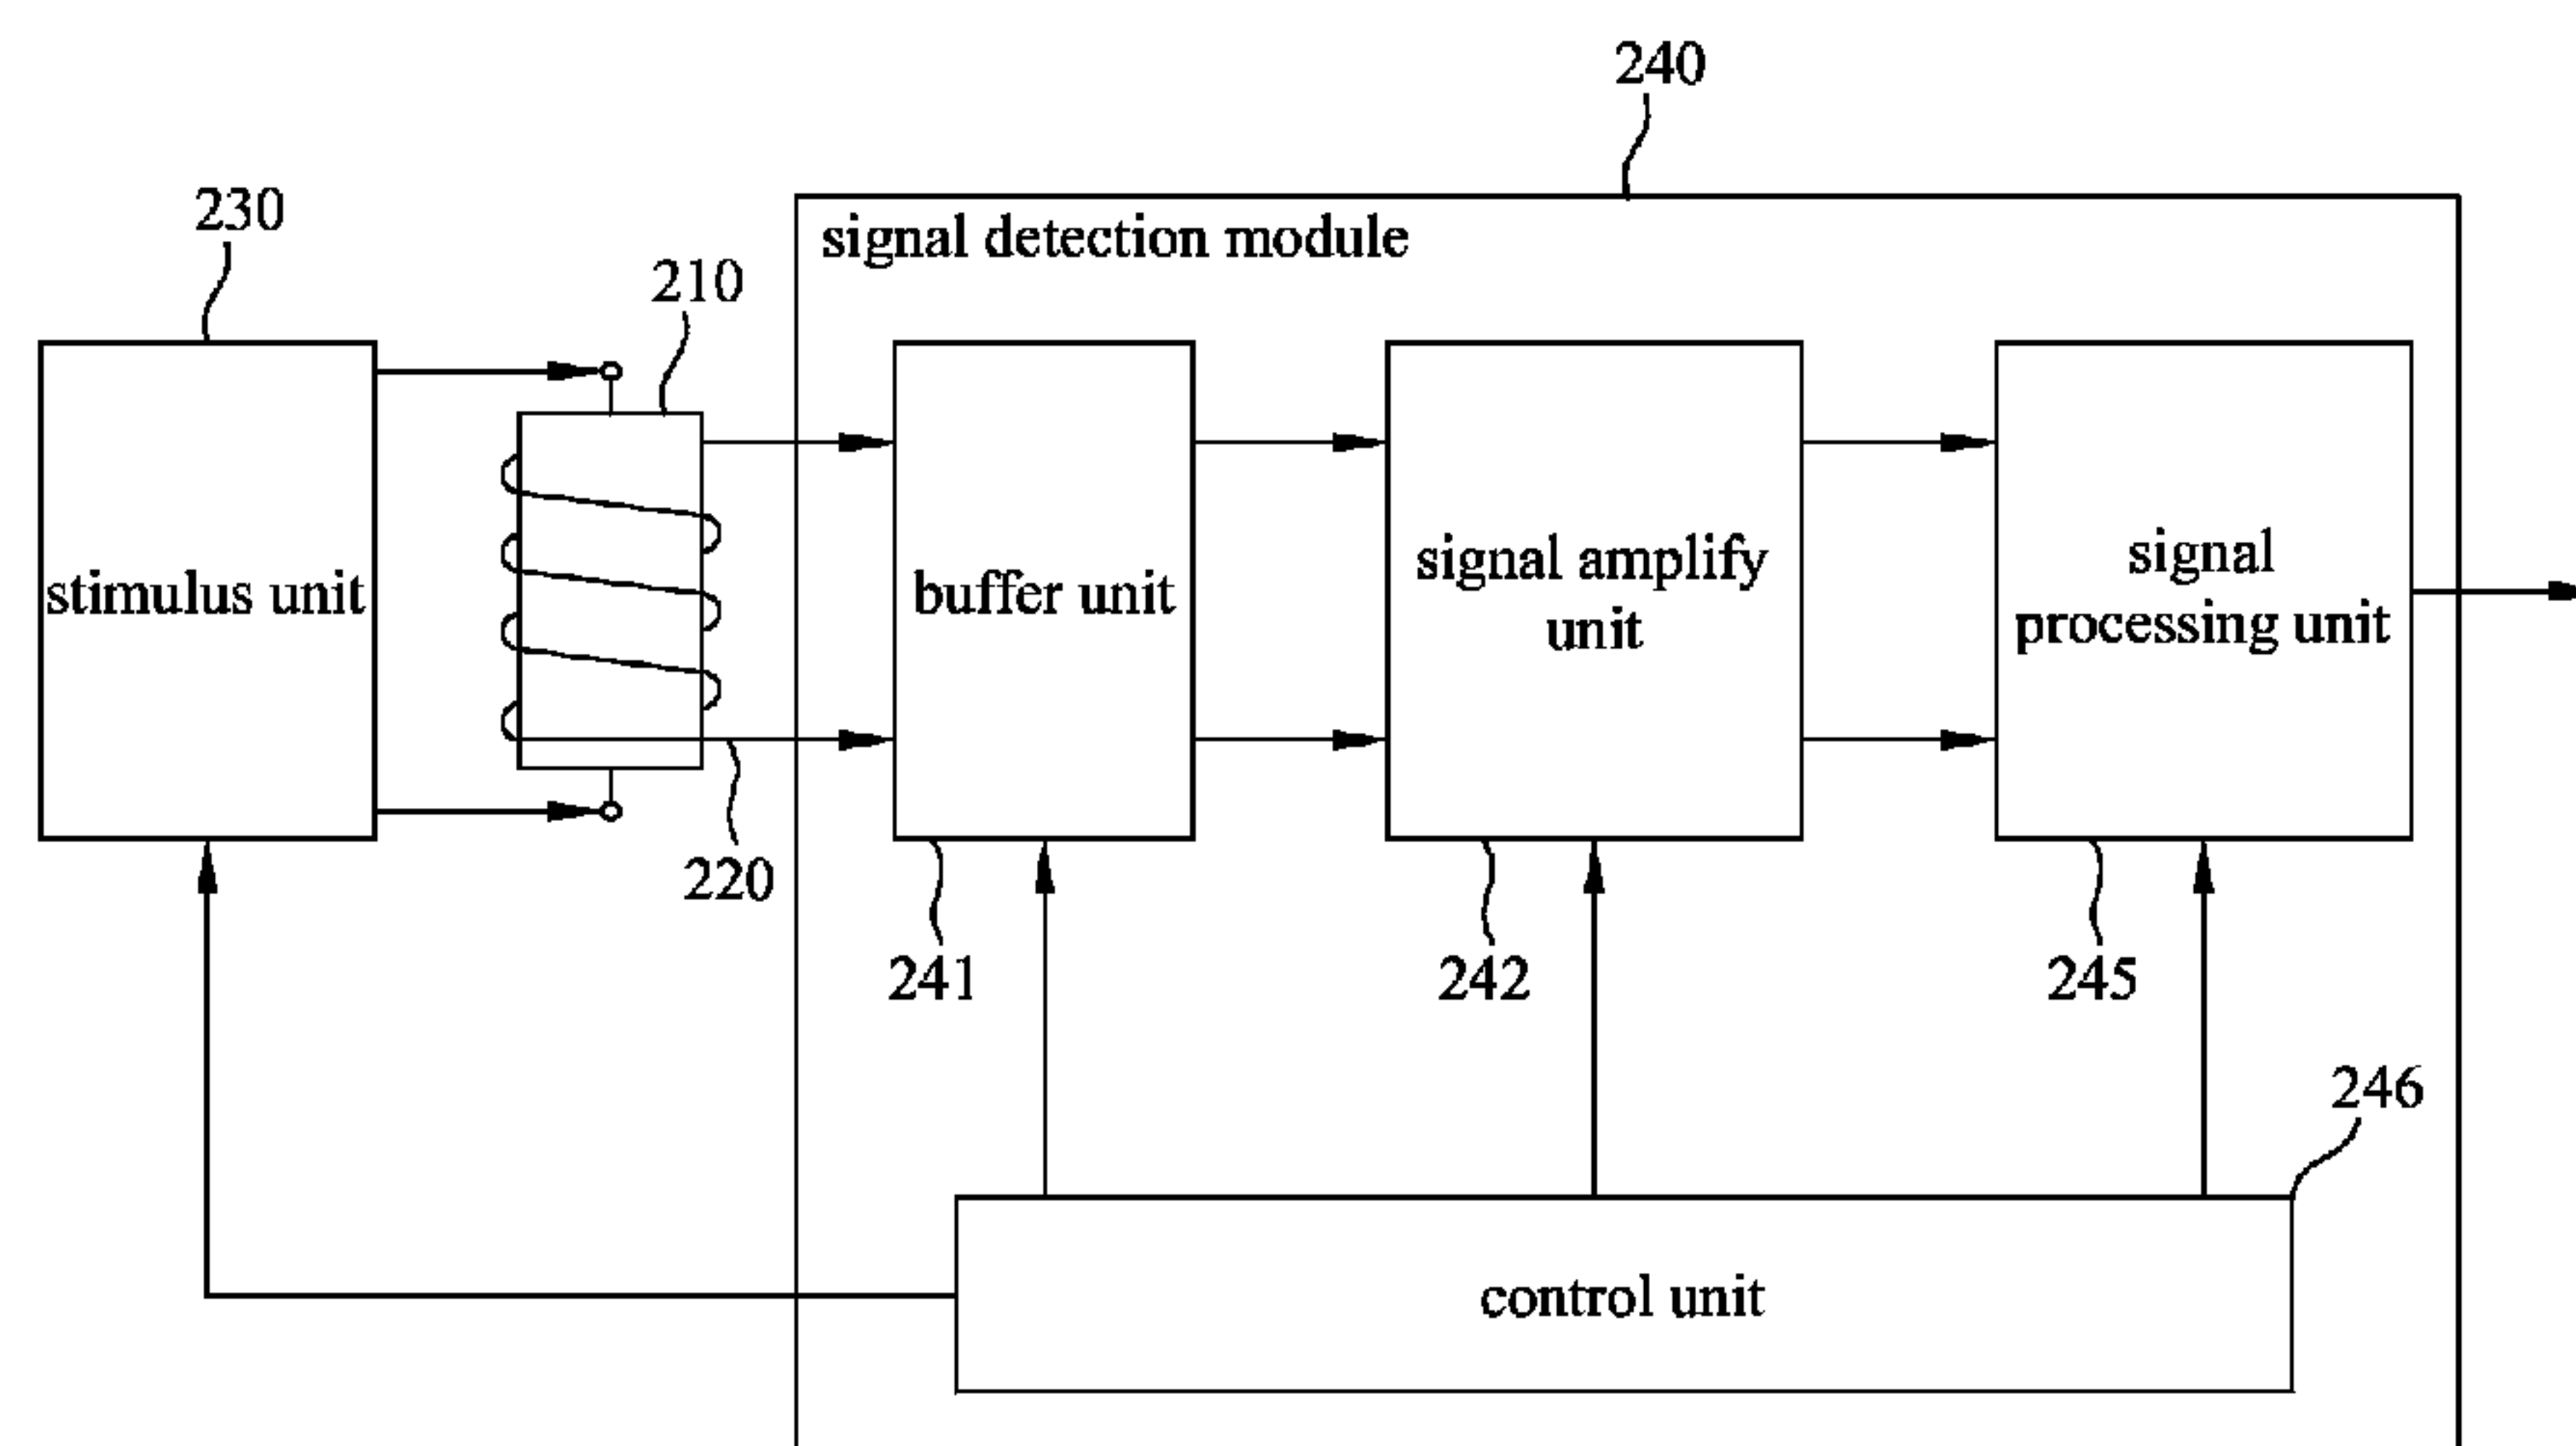 240
230
signal detection module
210
stimulus unit
buffer unit
signal amplify
unit
signal
processing unit
220
241
242
245
246
control unit